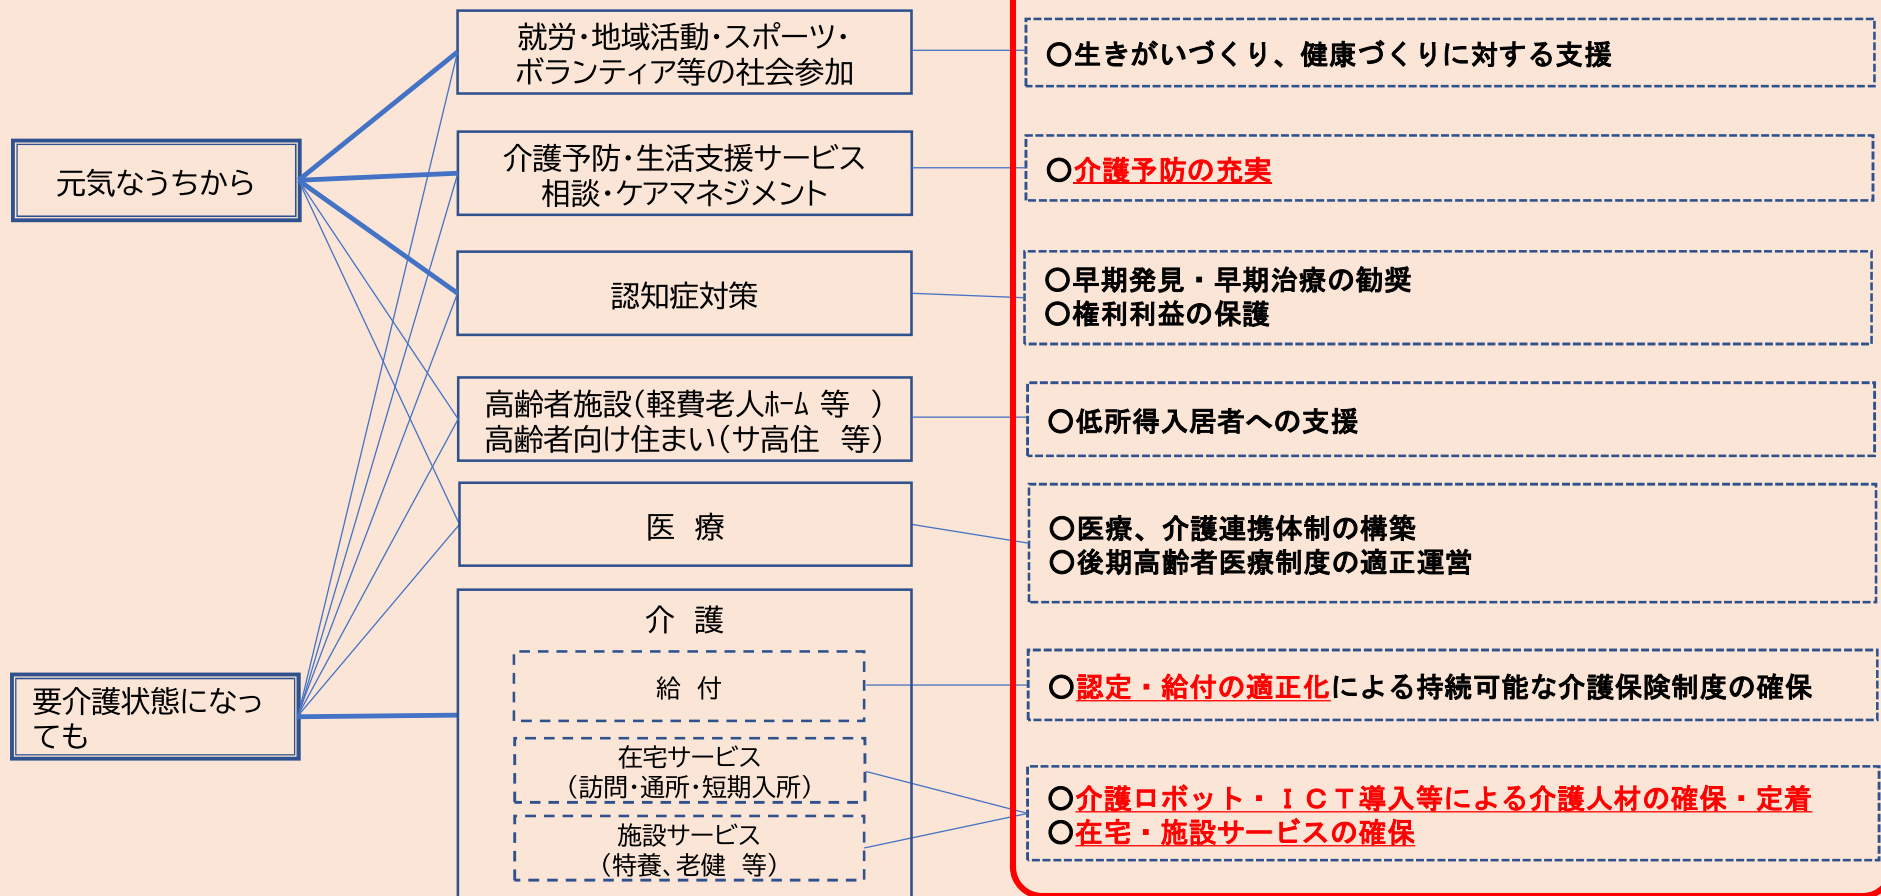 就労・地域活動・スポーツ・
ボランティア等の社会参加
〇生きがいづくり、健康づくりに対する支援
元気なうちから
介護予防・生活支援サービス
相談・ケアマネジメント
〇介護予防の充実
認知症対策
〇早期発見・早期治療の勧奨
〇権利利益の保護
高齢者施設(軽費老人ﾎｰﾑ 等 )
高齢者向け住まい(サ高住 等)
〇低所得入居者への支援
医 療
〇医療、介護連携体制の構築
〇後期高齢者医療制度の適正運営
要介護状態になっ
ても
介 護
給 付
〇認定・給付の適正化による持続可能な介護保険制度の確保
在宅サービス
(訪問・通所・短期入所)
施設サービス
(特養、老健 等)
〇介護ロボット・ＩＣＴ導入等による介護人材の確保・定着
〇在宅・施設サービスの確保